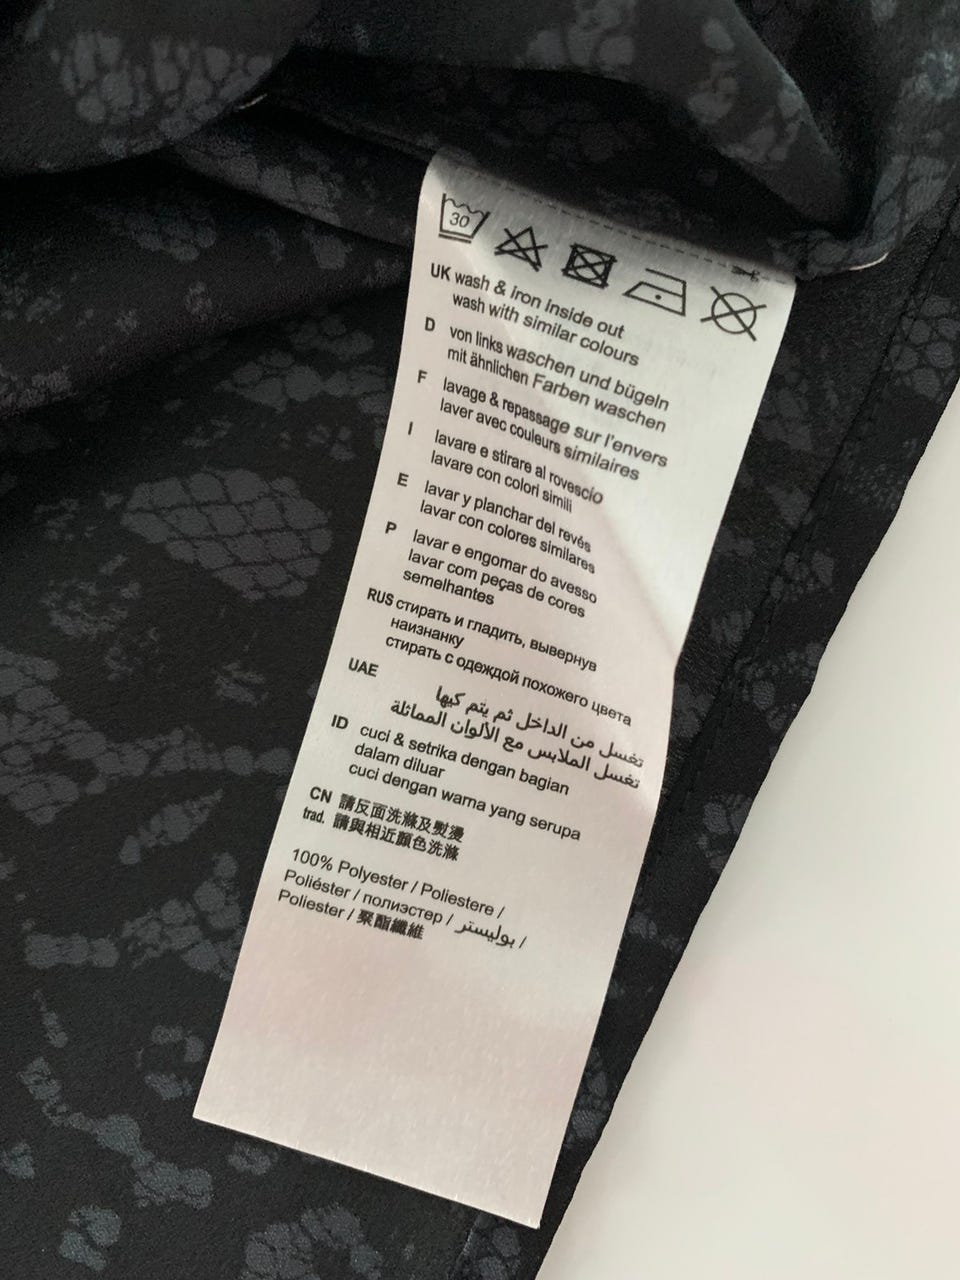 30
UK wash & iron inside out
wash with similar colours
D von links waschen und bügeln
mit ähnlichen Farben waschen
F lavage & repassage sur l'envers
laver avec couleurs similaires
I lavare e stirare al rovescio
lavare con colori simili
E lavar y planchar del revés
lavar con colores similares
P lavar e engomar do avesso
lavar com peças de cores
semelhantes
RUS стирать и гладить, вывернув
наизнанку
стирать с одеждой похожего цвета
UAE
تغسل من الداخل ثم يتم كيها
تغسل الملابس مع الألوان المماثلة
ID cuci & setrika dengan bagian
dalam diluar
cuci dengan warna yang serupa
CN 請反面洗滌及熨燙
trad. 請與相近顏色洗滌
100% Polyester / Poliestere /
Poliéster / полиэстер / بوليستر /
Poliester / 聚酯纖維